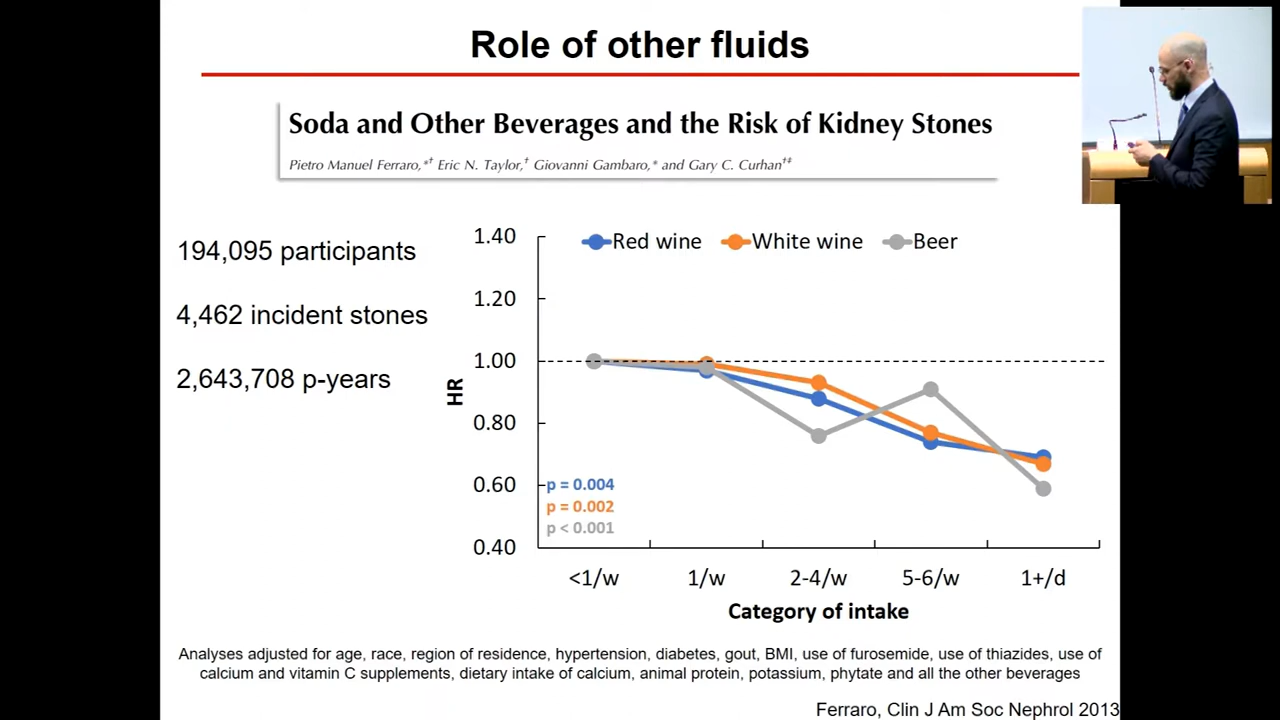 Role of other fluids
Soda and Other Beverages and the Risk of Kidney Stones
Pietro Manuel Ferraro,*† Eric N. Taylor,† Giovanni Gambaro,* and Gary C. Curhan†‡
194,095 participants
4,462 incident stones
2,643,708 p-years
Red wine White wine Beer
1.40
1.20
1.00
0.80
0.60
0.40
HR
p = 0.004
p = 0.002
p < 0.001
<1/w 1/w 2-4/w 5-6/w 1+/d
Category of intake
Analyses adjusted for age, race, region of residence, hypertension, diabetes, gout, BMI, use of furosemide, use of thiazides, use of
calcium and vitamin C supplements, dietary intake of calcium, animal protein, potassium, phytate and all the other beverages
Ferraro, Clin J Am Soc Nephrol 2013